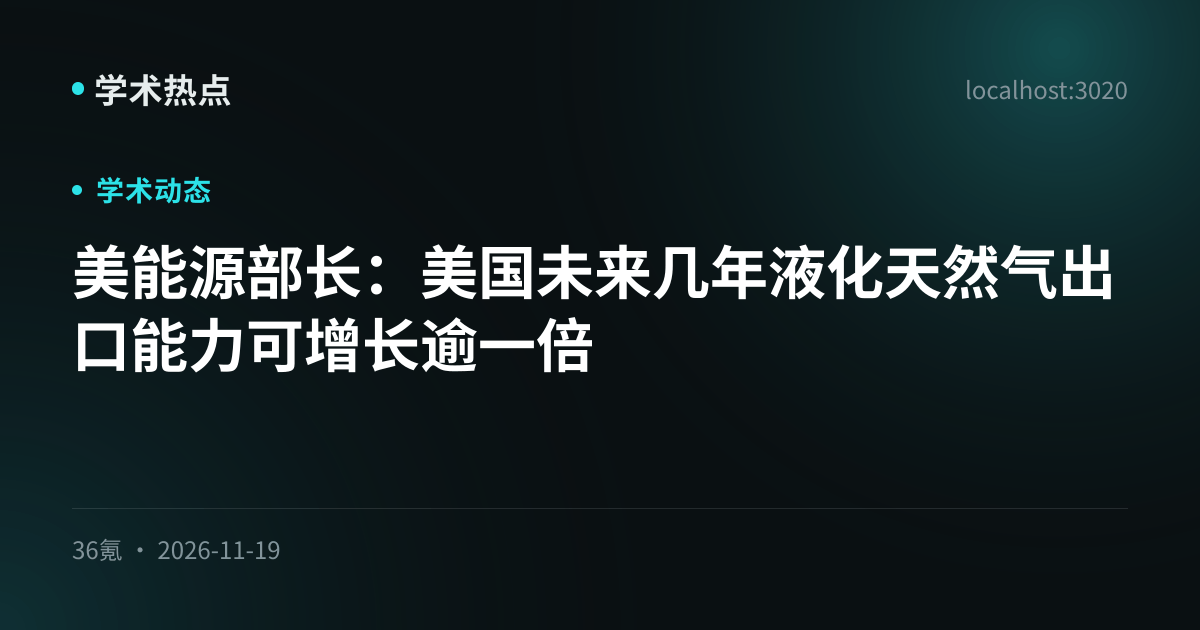 学术热点
localhost:3020
学术动态
美能源部长：美国未来几年液化天然气出
口能力可增长逾一倍
36氪 · 2026-11-19